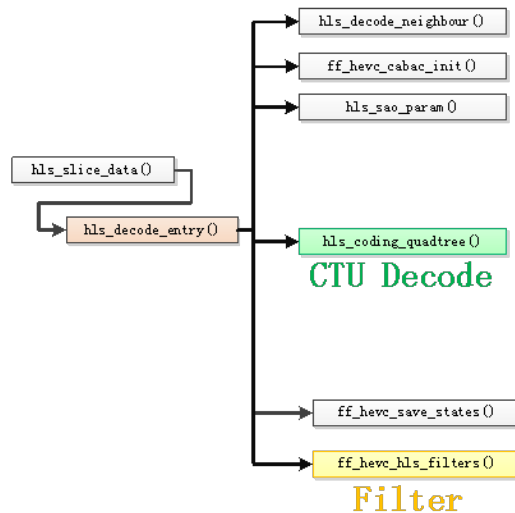 hls_decode_neighbour()
ff_hevc_cabac_init()
hls_sao_param()
hls_slice_data()
hls_decode_entry()
hls_coding_quadtree()
CTU Decode
ff_hevc_save_states()
ff_hevc_hls_filters()
Filter